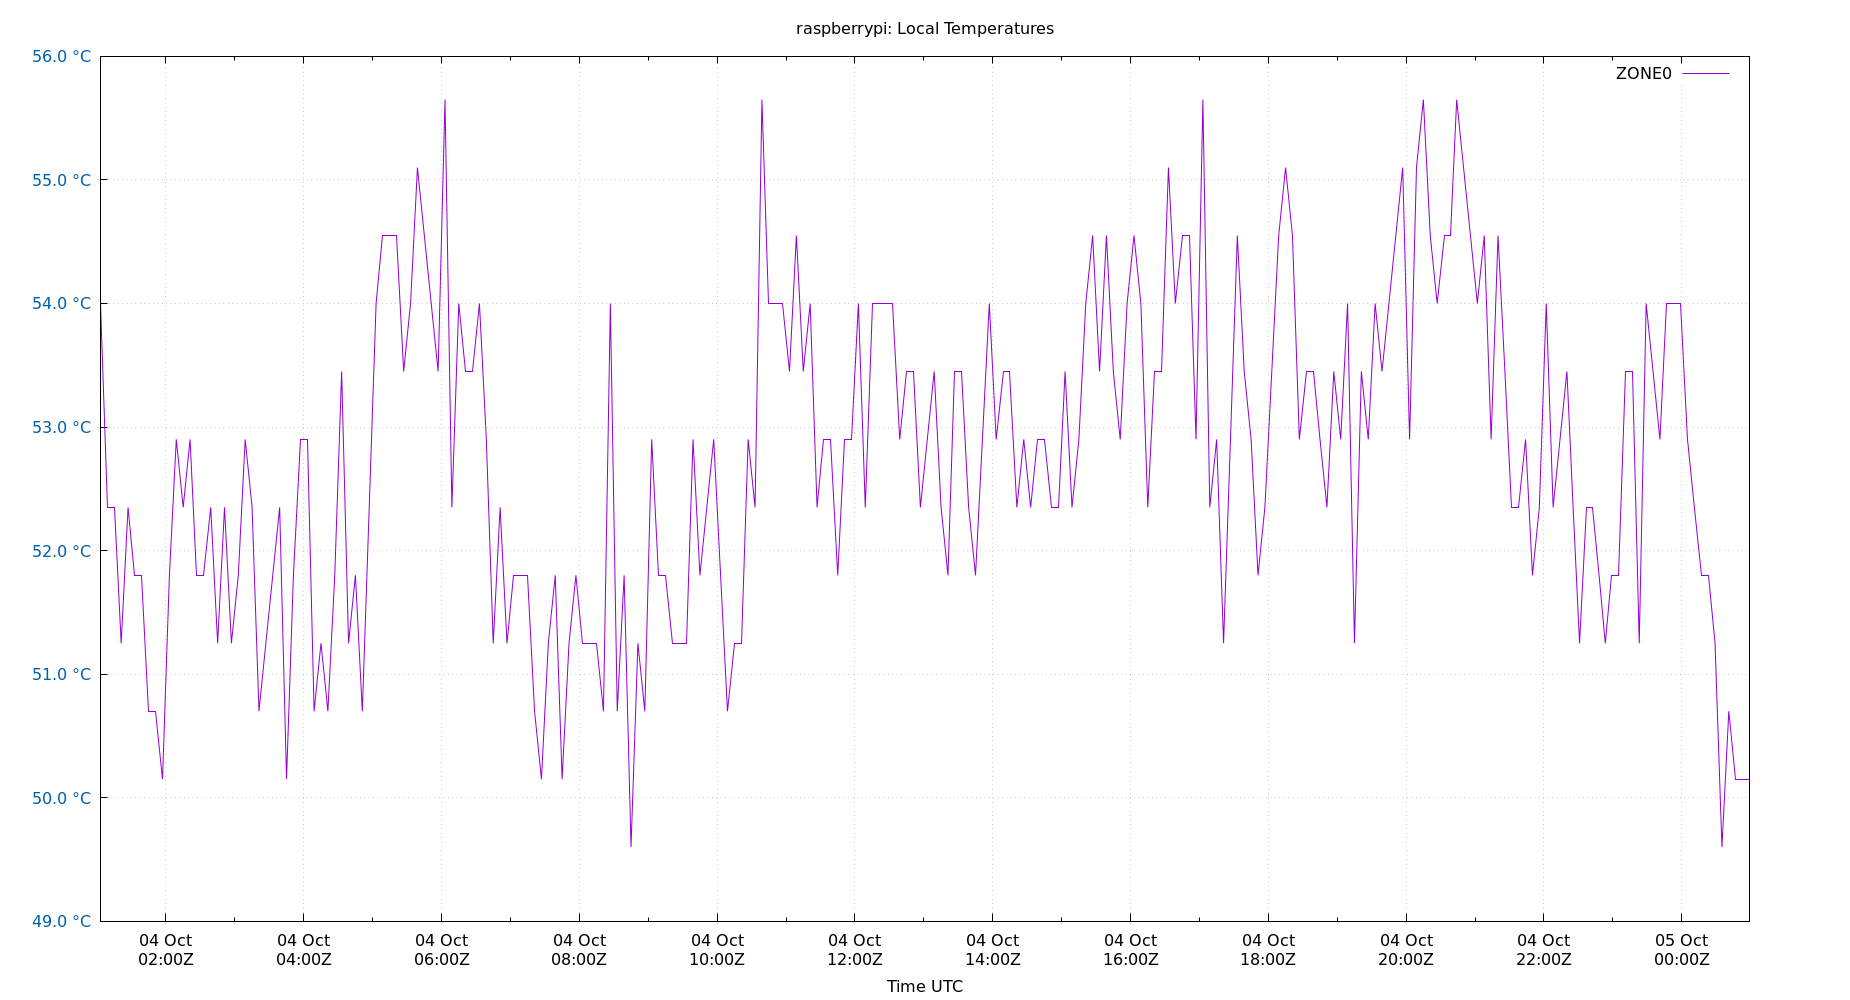 raspberrypi: Local Temperatures
56.0 °C
ZONE0
55.0 °C
54.0 °C
53.0 °C
52.0 °C
51.0 °C
50.0 °C
49.0 °C
04 Oct 04 Oct 04 Oct 04 Oct 04 Oct 04 Oct 04 Oct 04 Oct 04 Oct 04 Oct 04 Oct 05 Oct
02:00Z 04:00Z 06:00Z 08:00Z 10:00Z 12:00Z 14:00Z 16:00Z 18:00Z 20:00Z 22:00Z 00:00Z
Time UTC